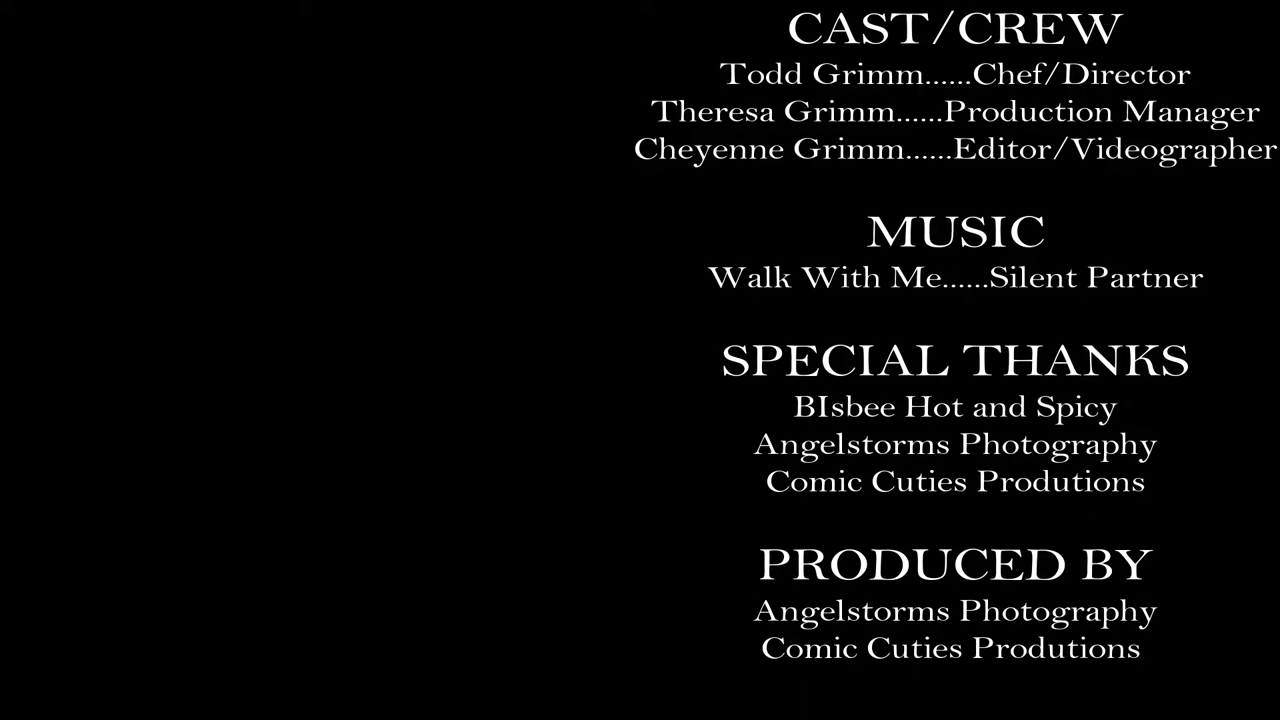 CAST/CREW
Todd Grimm......Chef/Director
Theresa Grimm......Production Manager
Cheyenne Grimm......Editor/Videographer
MUSIC
Walk With Me......Silent Partner
SPECIAL THANKS
BIsbee Hot and Spicy
Angelstorms Photography
Comic Cuties Produtions
PRODUCED BY
Angelstorms Photography
Comic Cuties Produtions